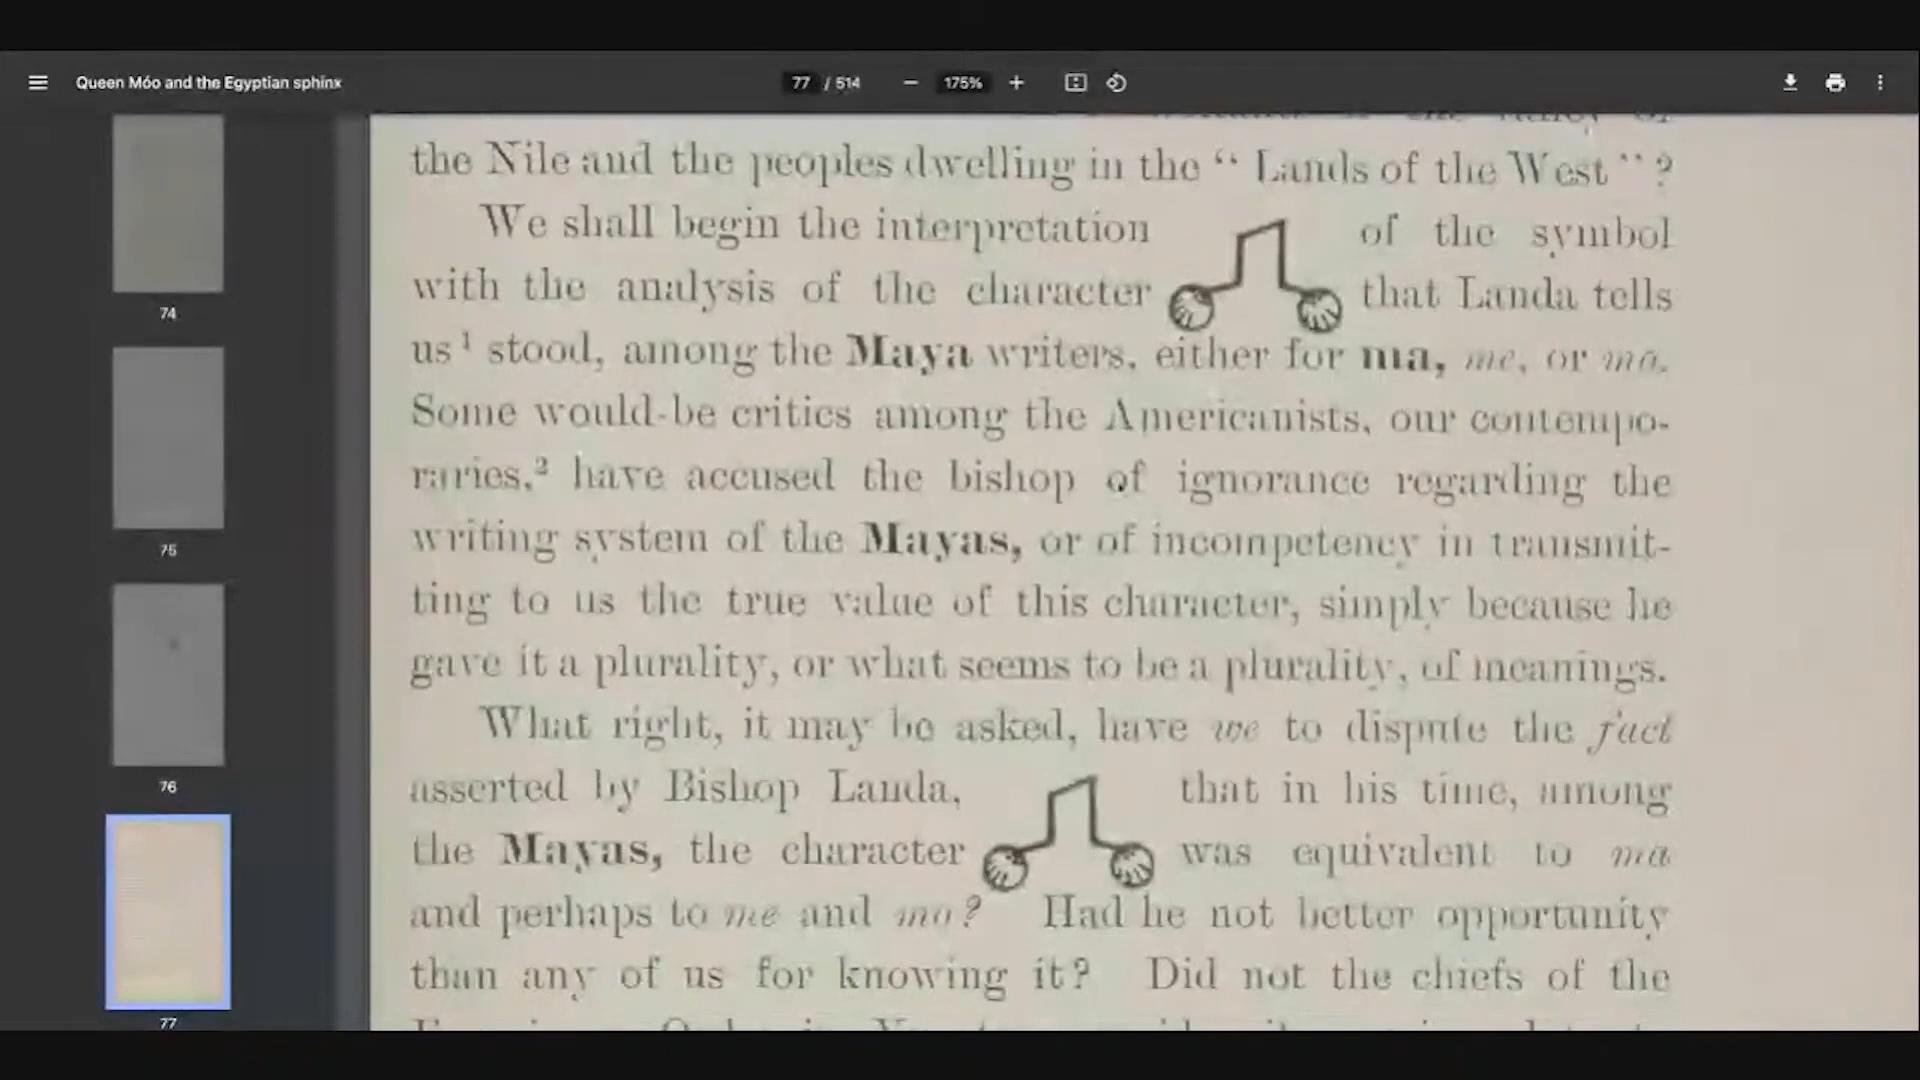 Queen Móo and the Egyptian sphinx
77 / 514
175%
74
75
76
77
the Nile and the peoples dwelling in the “ Lands of the West ”?
We shall begin the interpretation of the symbol
with the analysis of the character that Landa tells
us¹ stood, among the Maya writers, either for ma, me, or mo.
Some would-be critics among the Americanists, our contempo-
raries,² have accused the bishop of ignorance regarding the
writing system of the Mayas, or of incompetency in transmit-
ting to us the true value of this character, simply because he
gave it a plurality, or what seems to be a plurality, of meanings.
What right, it may be asked, have we to dispute the fact
asserted by Bishop Landa, that in his time, among
the Mayas, the character was equivalent to ma
and perhaps to me and mo? Had he not better opportunity
than any of us for knowing it? Did not the chiefs of the